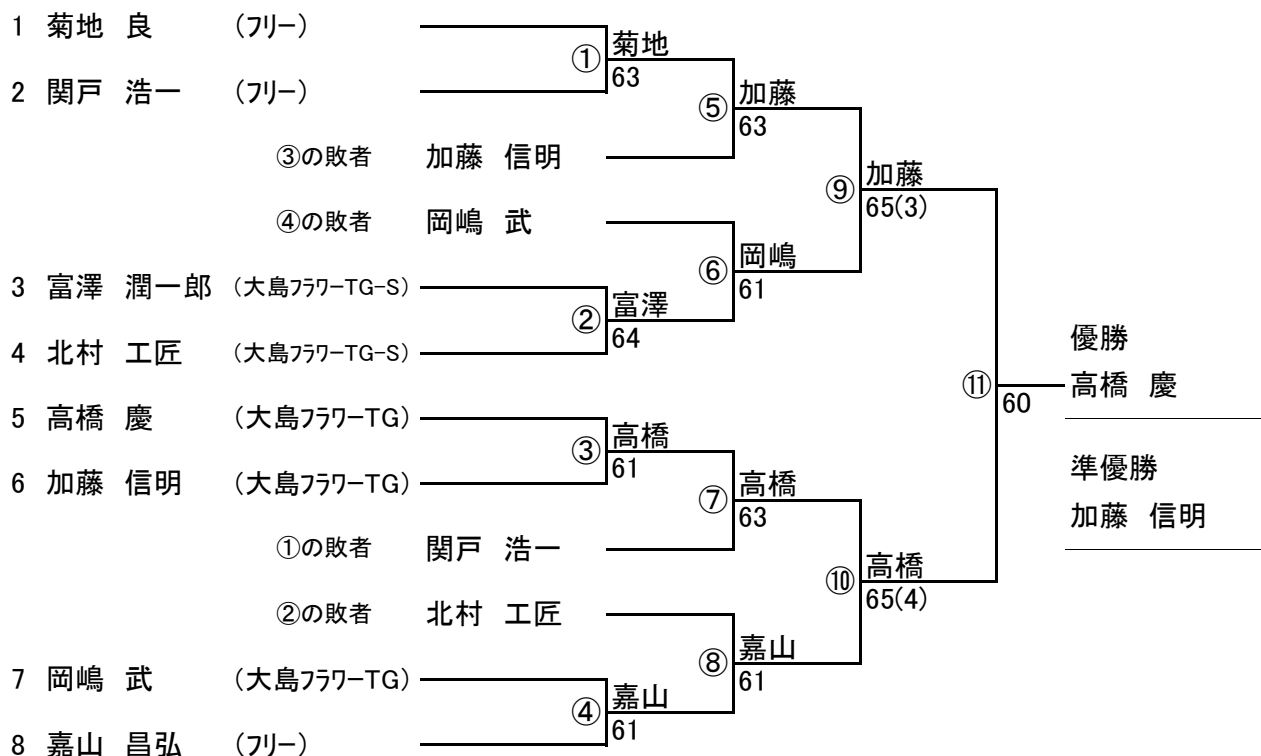 1 菊地 良 (フリー)
① 菊地
63
2 関戸 浩一 (フリー)
⑤ 加藤
63
③の敗者 加藤 信明
⑨ 加藤
65(3)
④の敗者 岡嶋 武
⑥ 岡嶋
61
3 富澤 潤一郎 (大島フラワーTG-S)
② 富澤
64
4 北村 工匠 (大島フラワーTG-S)
優勝
⑪ 高橋 慶
60
5 高橋 慶 (大島フラワーTG)
③ 高橋
61
6 加藤 信明 (大島フラワーTG)
準優勝
加藤 信明
⑦ 高橋
63
①の敗者 関戸 浩一
⑩ 高橋
65(4)
②の敗者 北村 工匠
⑧ 嘉山
61
7 岡嶋 武 (大島フラワーTG)
④ 嘉山
61
8 嘉山 昌弘 (フリー)